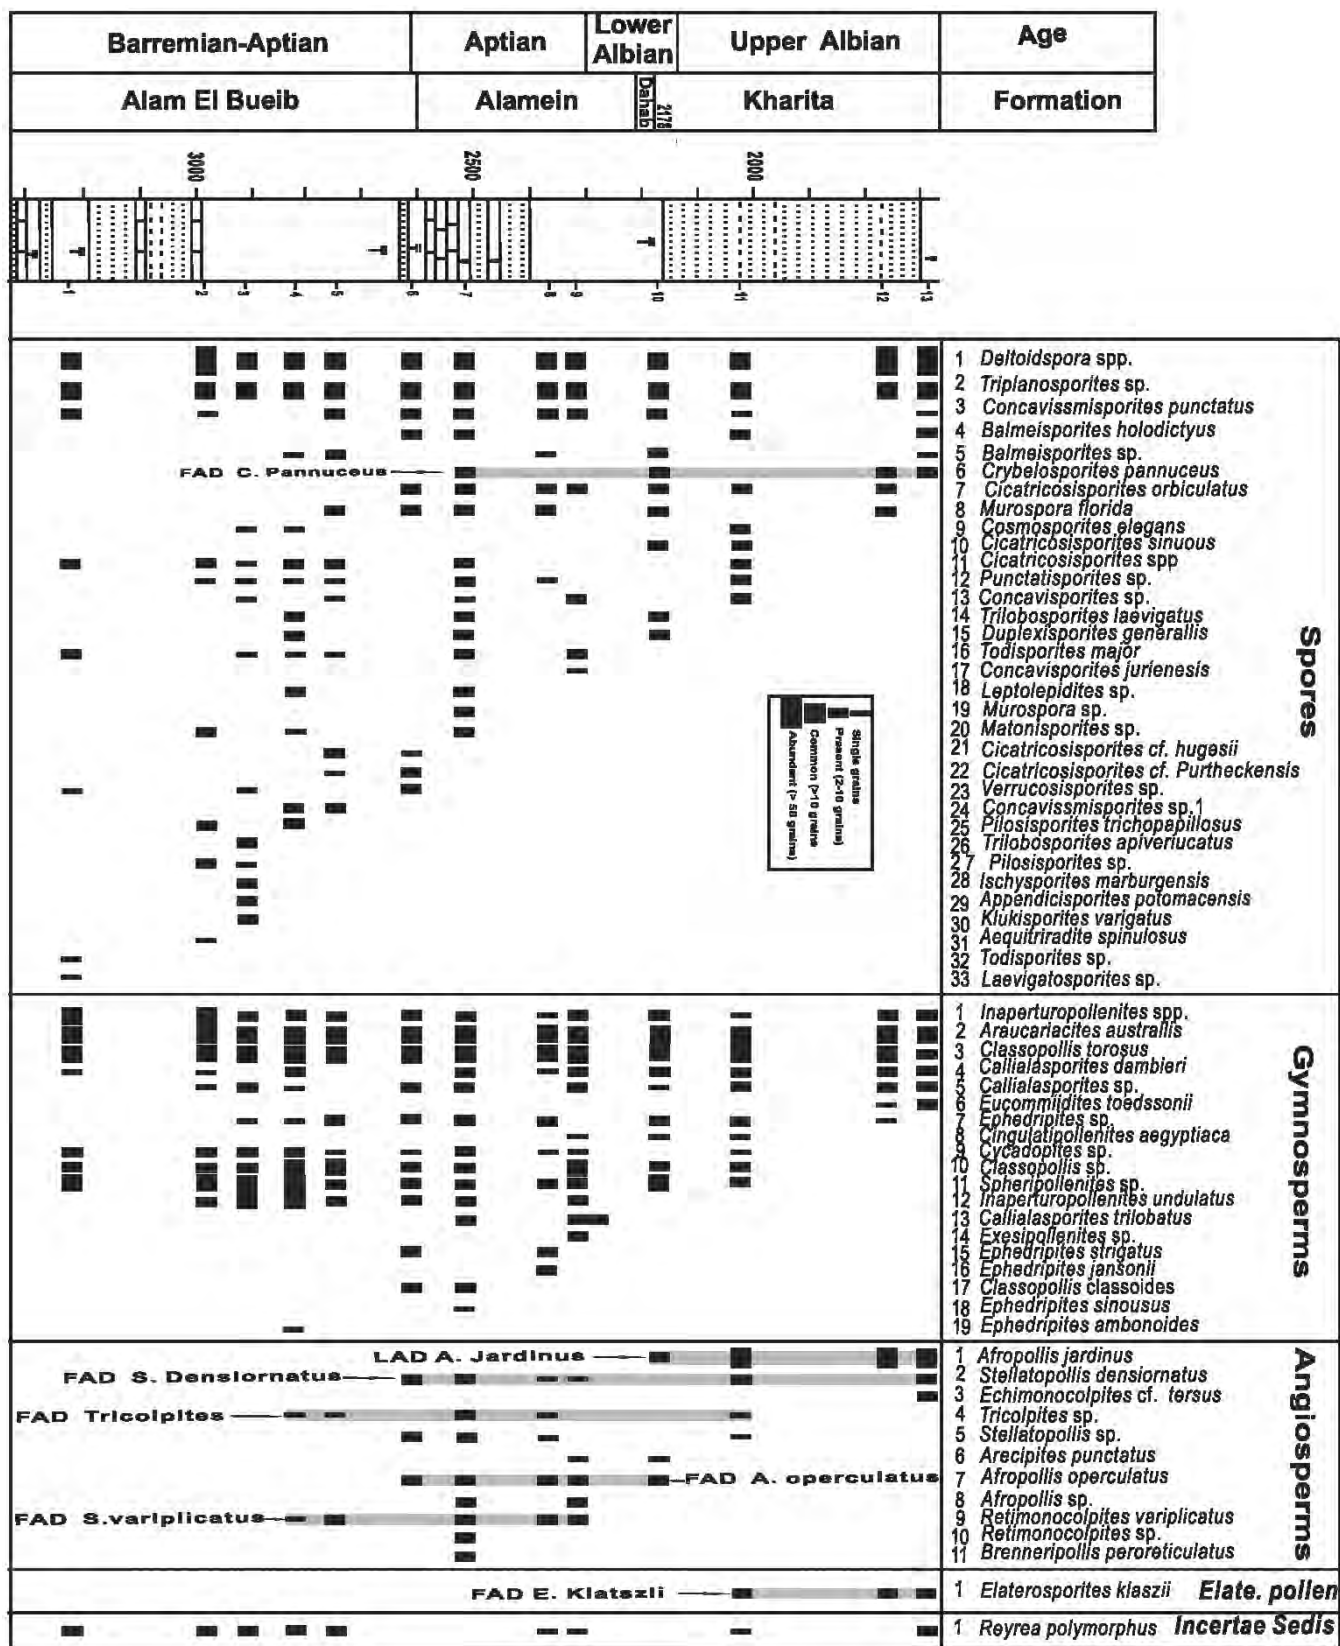 Barremian-Aptian Aptian Lower Albian Upper Albian Age
Alam El Bueib Alamein Dahab 2178 Kharita Formation
3000 2500 2000
1 2 3 4 5 6 7 8 9 10 11 12 13
Spores
1 Deltoidspora spp.
2 Triplanosporites sp.
3 Concavissmisporites punctatus
4 Balmeisporites holodictyus
5 Balmeisporites sp.
FAD C. Pannuceus
6 Crybelosporites pannuceus
7 Cicatricosisporites orbiculatus
8 Murospora florida
9 Cosmosporites elegans
10 Cicatricosisporites sinuous
11 Cicatricosisporites spp
12 Punctatisporites sp.
13 Concavisporites sp.
14 Trilobosporites laevigatus
15 Duplexisporites generallis
16 Todisporites major
17 Concavisporites jurienesis
18 Leptolepidites sp.
19 Murospora sp.
20 Matonisporites sp.
21 Cicatricosisporites cf. hugesii
22 Cicatricosisporites cf. Purtheckensis
23 Verrucosisporites sp.
24 Concavissmisporites sp.1
25 Pilosisporites trichopapillosus
26 Trilobosporites apiveriucatus
27 Pilosisporites sp.
28 Ischysporites marburgensis
29 Appendicisporites potomacensis
30 Klukisporites varigatus
31 Aequitriradite spinulosus
32 Todisporites sp.
33 Laevigatosporites sp.
Single grains
Present (2-10 grains)
Common (>10 grains
Abundant (> 50 grains)
Gymnosperms
1 Inaperturopollenites spp.
2 Araucariacites australlis
3 Classopollis torosus
4 Callialasporites dambieri
5 Callialasporites sp.
6 Eucommiidites toedssonii
7 Ephedripites sp.
8 Cingulatipollenites aegyptiaca
9 Cycadopites sp.
10 Classopollis sp.
11 Spheripollenites sp.
12 Inaperturopollenites undulatus
13 Callialasporites trilobatus
14 Exesipollenites sp.
15 Ephedripites strigatus
16 Ephedripites jansonii
17 Classopollis classoides
18 Ephedripites sinousus
19 Ephedripites ambonoides
Angiosperms
LAD A. Jardinus
1 Afropollis jardinus
FAD S. Densiornatus
2 Stellatopollis densiornatus
3 Echimonocolpites cf. tersus
FAD Tricolpites
4 Tricolpites sp.
5 Stellatopollis sp.
6 Arecipites punctatus
FAD A. operculatus
7 Afropollis operculatus
8 Afropollis sp.
FAD S.variplicatus
9 Retimonocolpites variplicatus
10 Retimonocolpites sp.
11 Brenneripollis peroreticulatus
FAD E. Klatszli
1 Elaterosporites klaszii Elate. pollen
1 Reyrea polymorphus Incertae Sedis